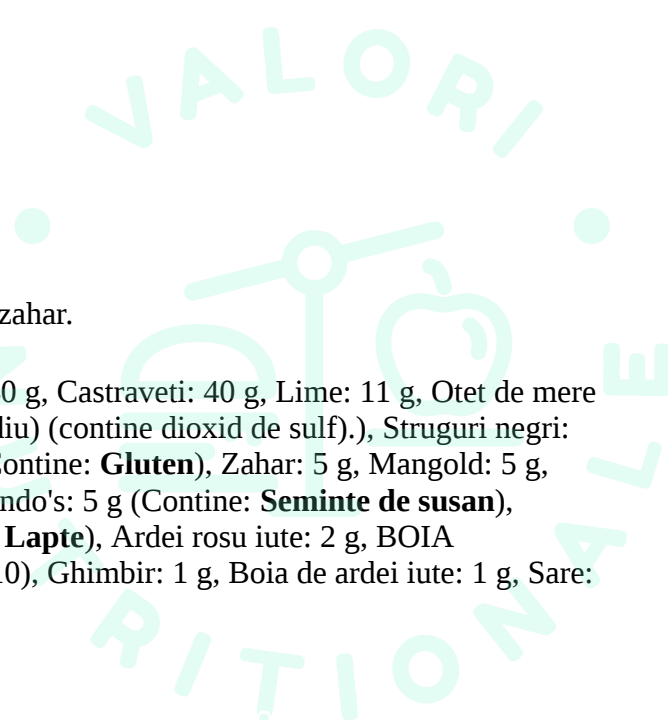 VALORI
zahar.
0 g, Castraveti: 40 g, Lime: 11 g, Otet de mere
diu) (contine dioxid de sulf).), Struguri negri:
Contine: Gluten), Zahar: 5 g, Mangold: 5 g,
ndo's: 5 g (Contine: Seminte de susan),
Lapte), Ardei rosu iute: 2 g, BOIA
10), Ghimbir: 1 g, Boia de ardei iute: 1 g, Sare:
NUTRITIONALE